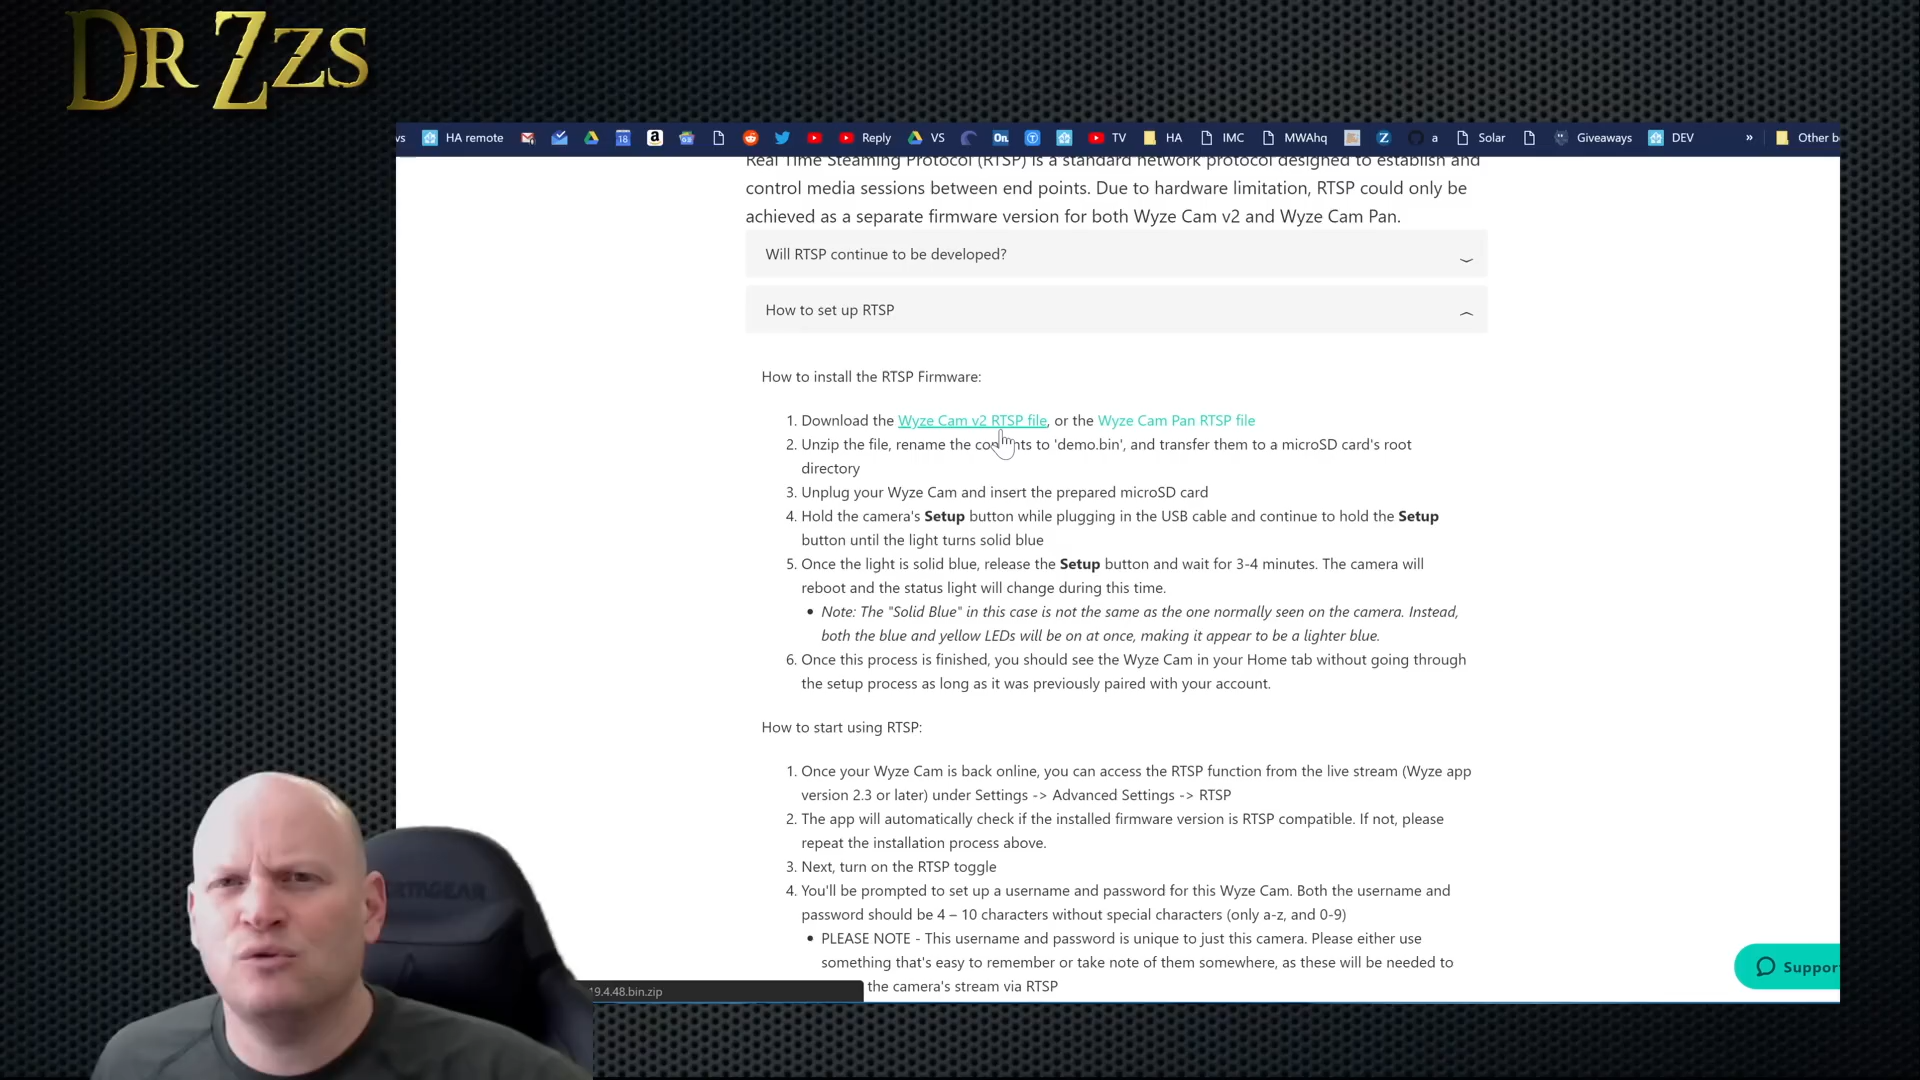 DR ZZS
vs HA remote 18 a Reply VS On. TV HA IMC MWAhq Z a Solar Giveaways DEV » Other b
Real Time Steaming Protocol (RTSP) is a standard network protocol designed to establish and
control media sessions between end points. Due to hardware limitation, RTSP could only be
achieved as a separate firmware version for both Wyze Cam v2 and Wyze Cam Pan.
Will RTSP continue to be developed?
How to set up RTSP
How to install the RTSP Firmware:
1. Download the Wyze Cam v2 RTSP file, or the Wyze Cam Pan RTSP file
2. Unzip the file, rename the contents to 'demo.bin', and transfer them to a microSD card's root
directory
3. Unplug your Wyze Cam and insert the prepared microSD card
4. Hold the camera's Setup button while plugging in the USB cable and continue to hold the Setup
button until the light turns solid blue
5. Once the light is solid blue, release the Setup button and wait for 3-4 minutes. The camera will
reboot and the status light will change during this time.
• Note: The "Solid Blue" in this case is not the same as the one normally seen on the camera. Instead,
both the blue and yellow LEDs will be on at once, making it appear to be a lighter blue.
6. Once this process is finished, you should see the Wyze Cam in your Home tab without going through
the setup process as long as it was previously paired with your account.
How to start using RTSP:
1. Once your Wyze Cam is back online, you can access the RTSP function from the live stream (Wyze app
version 2.3 or later) under Settings -> Advanced Settings -> RTSP
2. The app will automatically check if the installed firmware version is RTSP compatible. If not, please
repeat the installation process above.
3. Next, turn on the RTSP toggle
4. You'll be prompted to set up a username and password for this Wyze Cam. Both the username and
password should be 4 – 10 characters without special characters (only a-z, and 0-9)
• PLEASE NOTE - This username and password is unique to just this camera. Please either use
something that's easy to remember or take note of them somewhere, as these will be needed to
the camera's stream via RTSP
Suppor
19.4.48.bin.zip